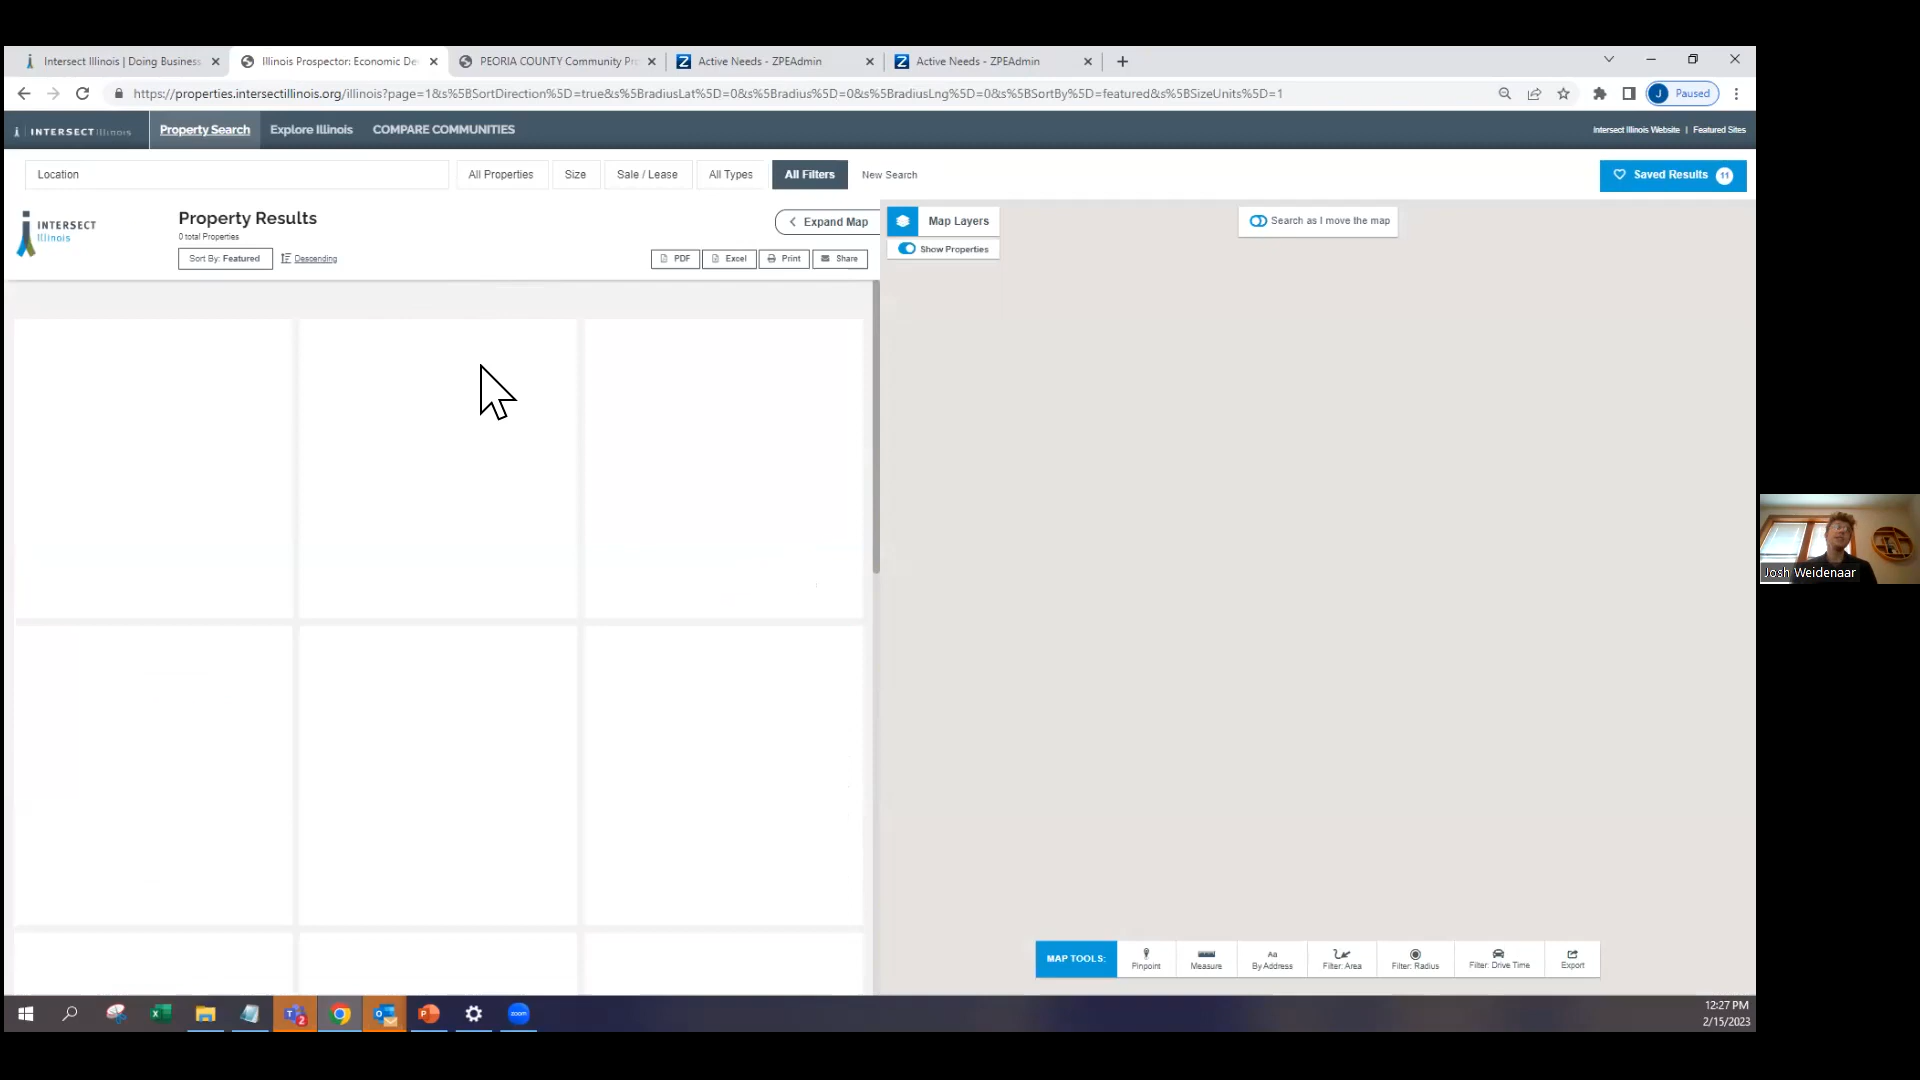 Intersect Illinois | Doing Business
Illinois Prospector: Economic De
PEORIA COUNTY Community Pr
Active Needs - ZPEAdmin
Active Needs - ZPEAdmin
https://properties.intersectillinois.org/illinois?page=1&s%5BSortDirection%5D=true&s%5BradiusLat%5D=0&s%5Bradius%5D=0&s%5BradiusLng%5D=0&s%5BSortBy%5D=featured&s%5BSizeUnits%5D=1
J Paused
INTERSECT Illinois
Property Search
Explore Illinois
COMPARE COMMUNITIES
Intersect Illinois Website | Featured Sites
Location
All Properties
Size
Sale / Lease
All Types
All Filters
New Search
Saved Results 11
INTERSECT
Illinois
Property Results
0 total Properties
Sort By: Featured
Descending
Expand Map
PDF
Excel
Print
Share
Map Layers
Show Properties
Search as I move the map
Josh Weidenaar
MAP TOOLS:
Pinpoint
Measure
Aa
By Address
Filter: Area
Filter: Radius
Filter: Drive Time
Export
zoom
12:27 PM
2/15/2023